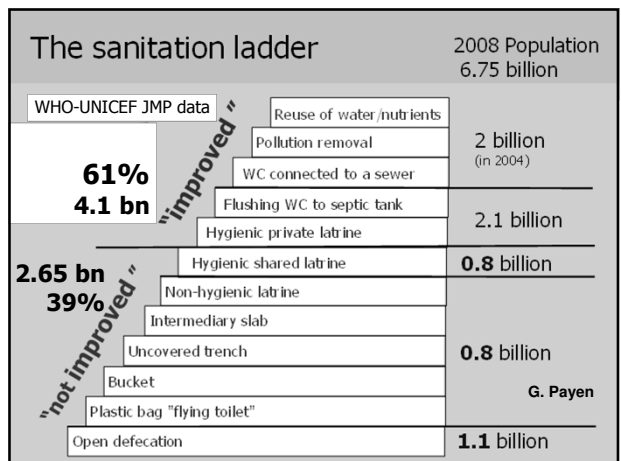 The sanitation ladder
2008 Population
6.75 billion
WHO-UNICEF JMP data
61%
4.1 bn
"improved"
2.65 bn
39%
"not improved"
Reuse of water/nutrients
Pollution removal
WC connected to a sewer
Flushing WC to septic tank
Hygienic private latrine
Hygienic shared latrine
Non-hygienic latrine
Intermediary slab
Uncovered trench
Bucket
Plastic bag "flying toilet"
Open defecation
2 billion
(in 2004)
2.1 billion
0.8 billion
0.8 billion
G. Payen
1.1 billion